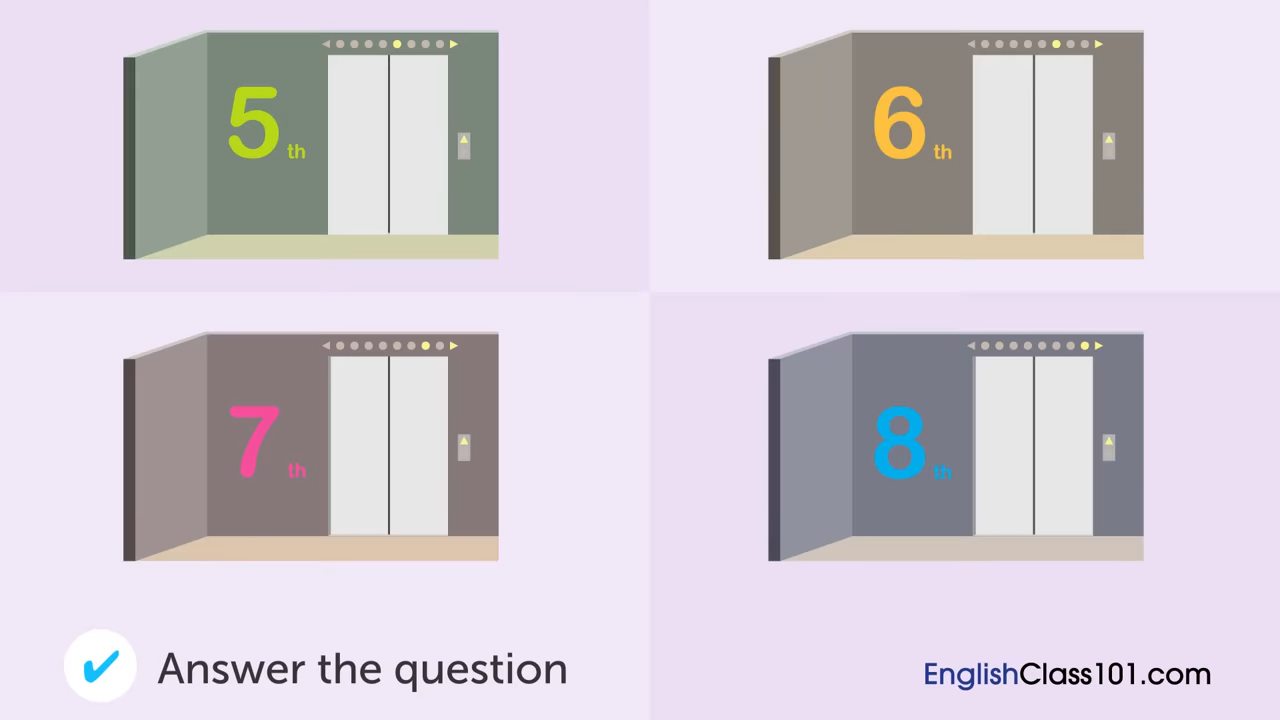 5th
6th
7th
8th
✔ Answer the question
EnglishClass101.com